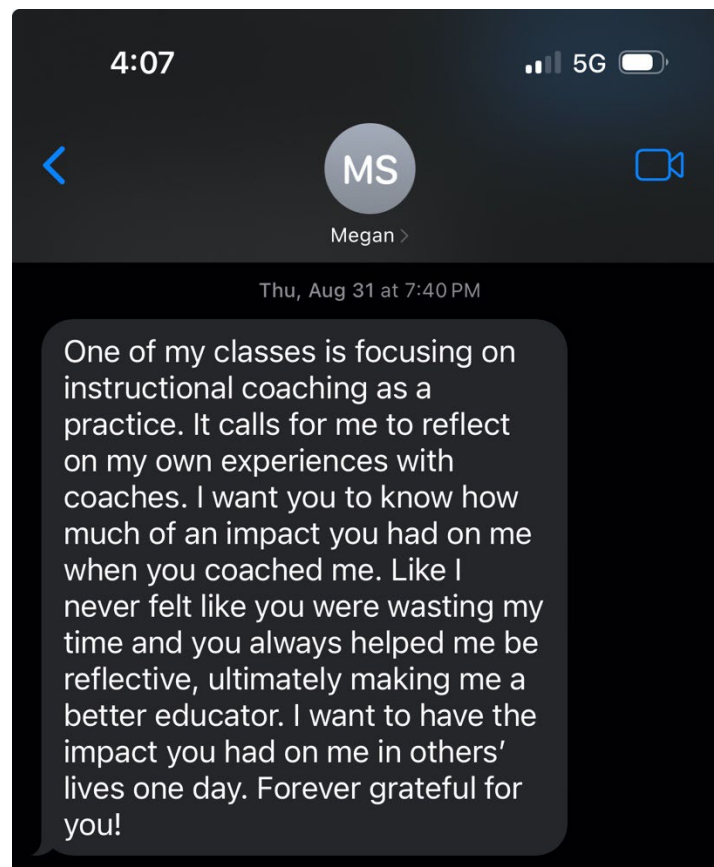 4:07
5G
MS
Megan
Thu, Aug 31 at 7:40 PM
One of my classes is focusing on
instructional coaching as a
practice. It calls for me to reflect
on my own experiences with
coaches. I want you to know how
much of an impact you had on me
when you coached me. Like I
never felt like you were wasting my
time and you always helped me be
reflective, ultimately making me a
better educator. I want to have the
impact you had on me in others’
lives one day. Forever grateful for
you!